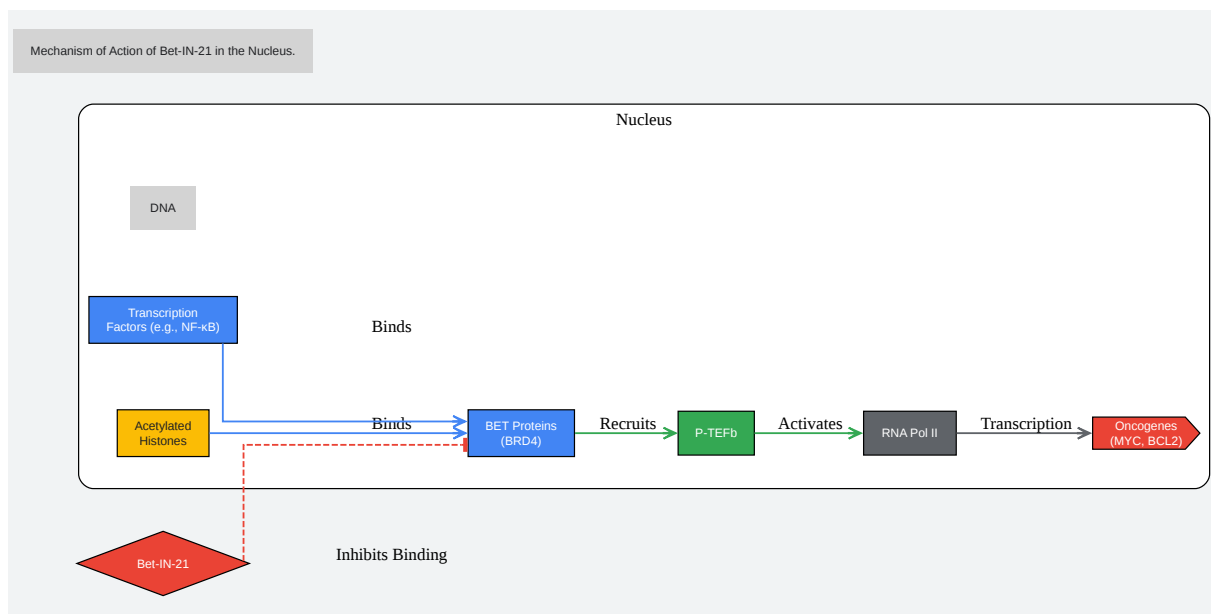 Mechanism of Action of Bet-IN-21 in the Nucleus.
Nucleus
DNA
Transcription
Factors (e.g., NF-κB)
Binds
Acetylated
Histones
Binds
BET Proteins
(BRD4)
Recruits
P-TEFb
Activates
RNA Pol II
Transcription
Oncogenes
(MYC, BCL2)
Bet-IN-21
Inhibits Binding